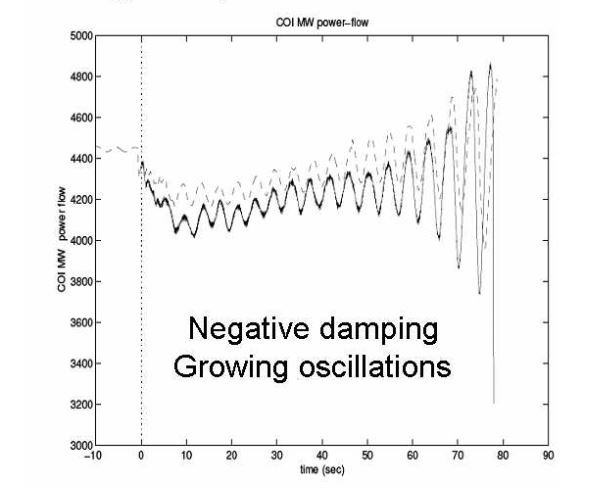 COI MW power-flow
5000
4800
4600
4400
4200
4000
3800
3600
3400
3200
3000
COI MW power flow
Negative damping
Growing oscillations
-10 0 10 20 30 40 50 60 70 80 90
time (sec)